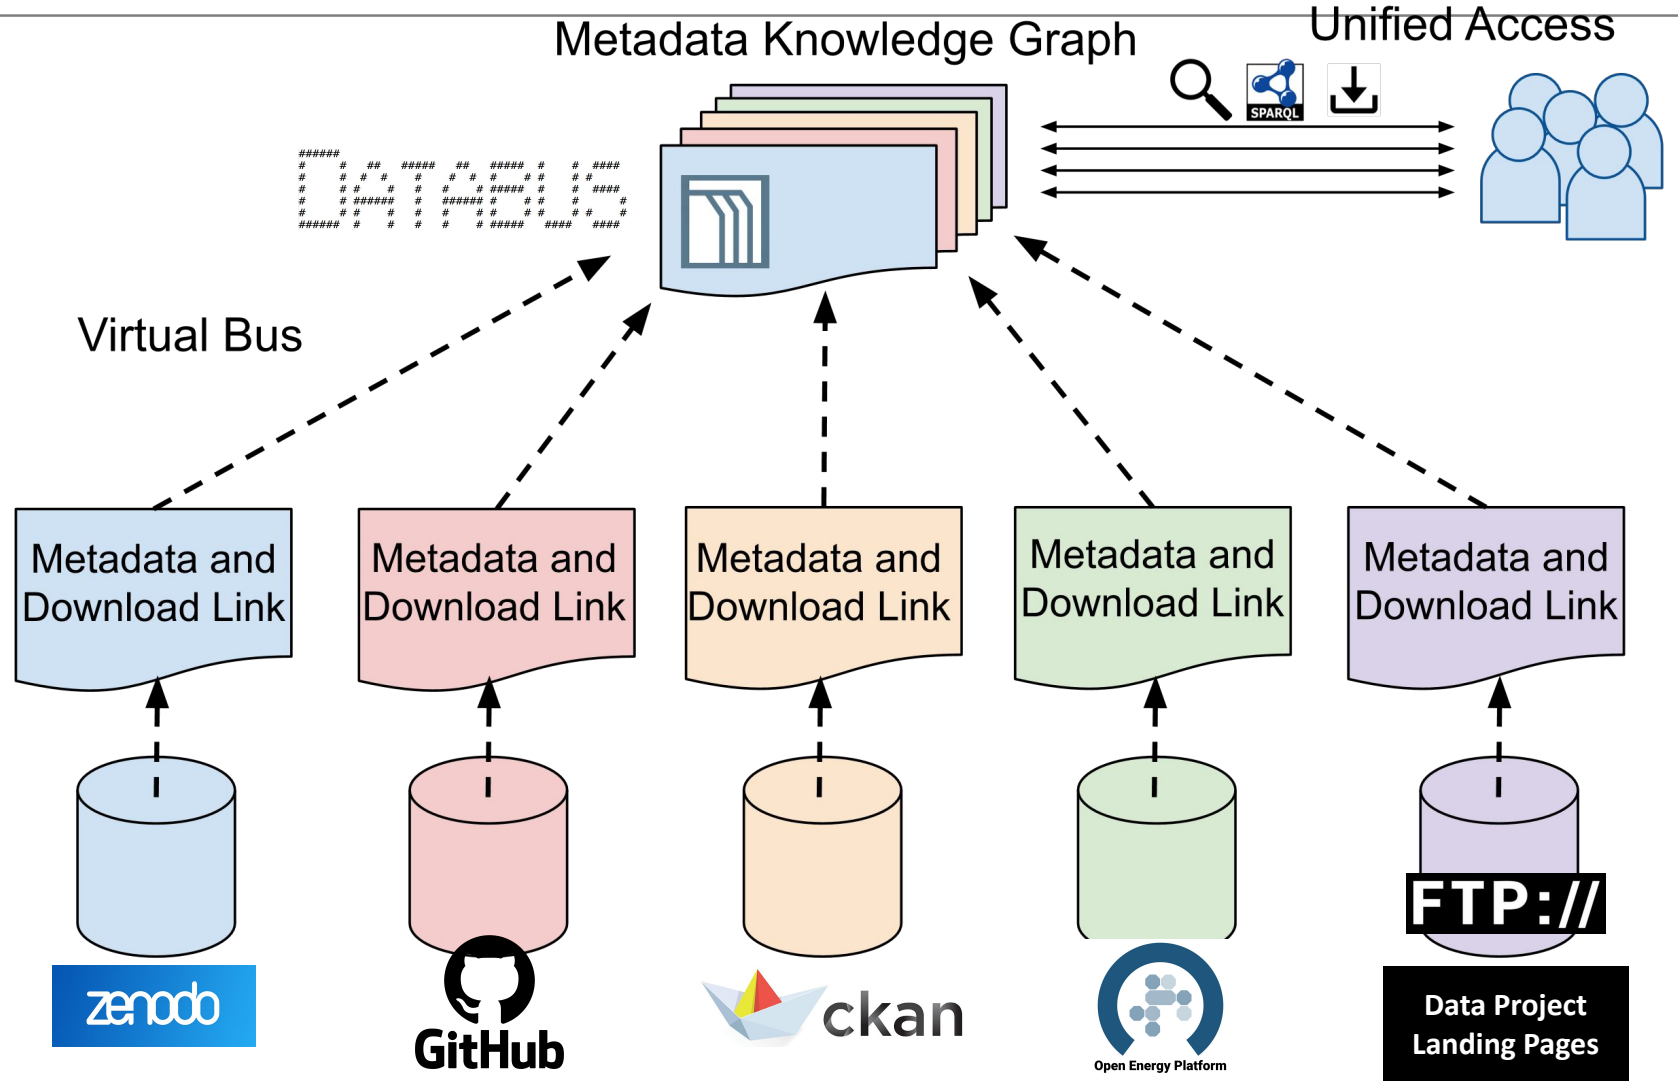 Metadata Knowledge Graph
Unified Access
SPARQL
DATABUS
Virtual Bus
Metadata and
Download Link
Metadata and
Download Link
Metadata and
Download Link
Metadata and
Download Link
Metadata and
Download Link
FTP://
zenodo
GitHub
ckan
Open Energy Platform
Data Project
Landing Pages